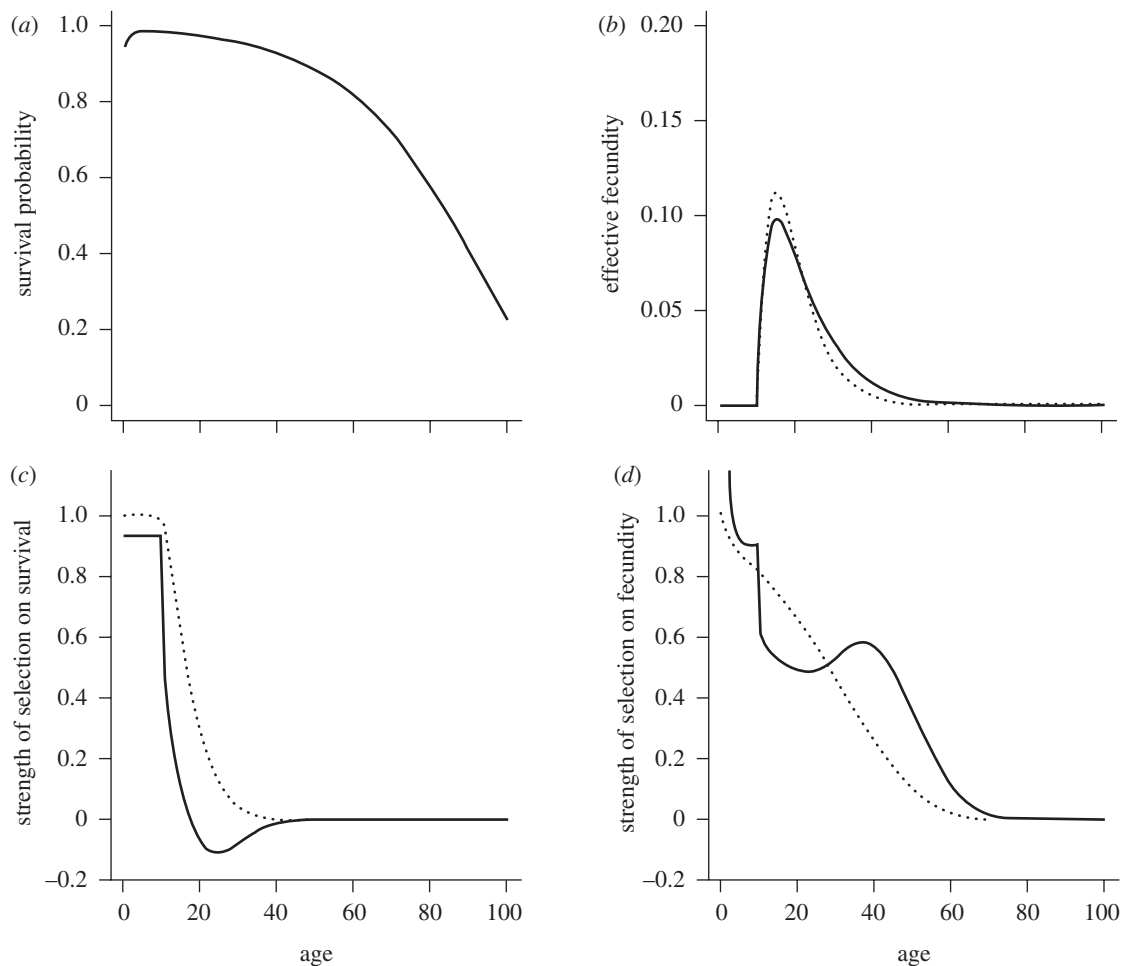 (a)
1.0
0.8
0.6
0.4
0.2
0
survival probability
(b)
0.20
0.15
0.10
0.05
0
effective fecundity
(c)
1.0
0.8
0.6
0.4
0.2
0
–0.2
strength of selection on survival
0 20 40 60 80 100
age
(d)
1.0
0.8
0.6
0.4
0.2
0
–0.2
strength of selection on fecundity
0 20 40 60 80 100
age